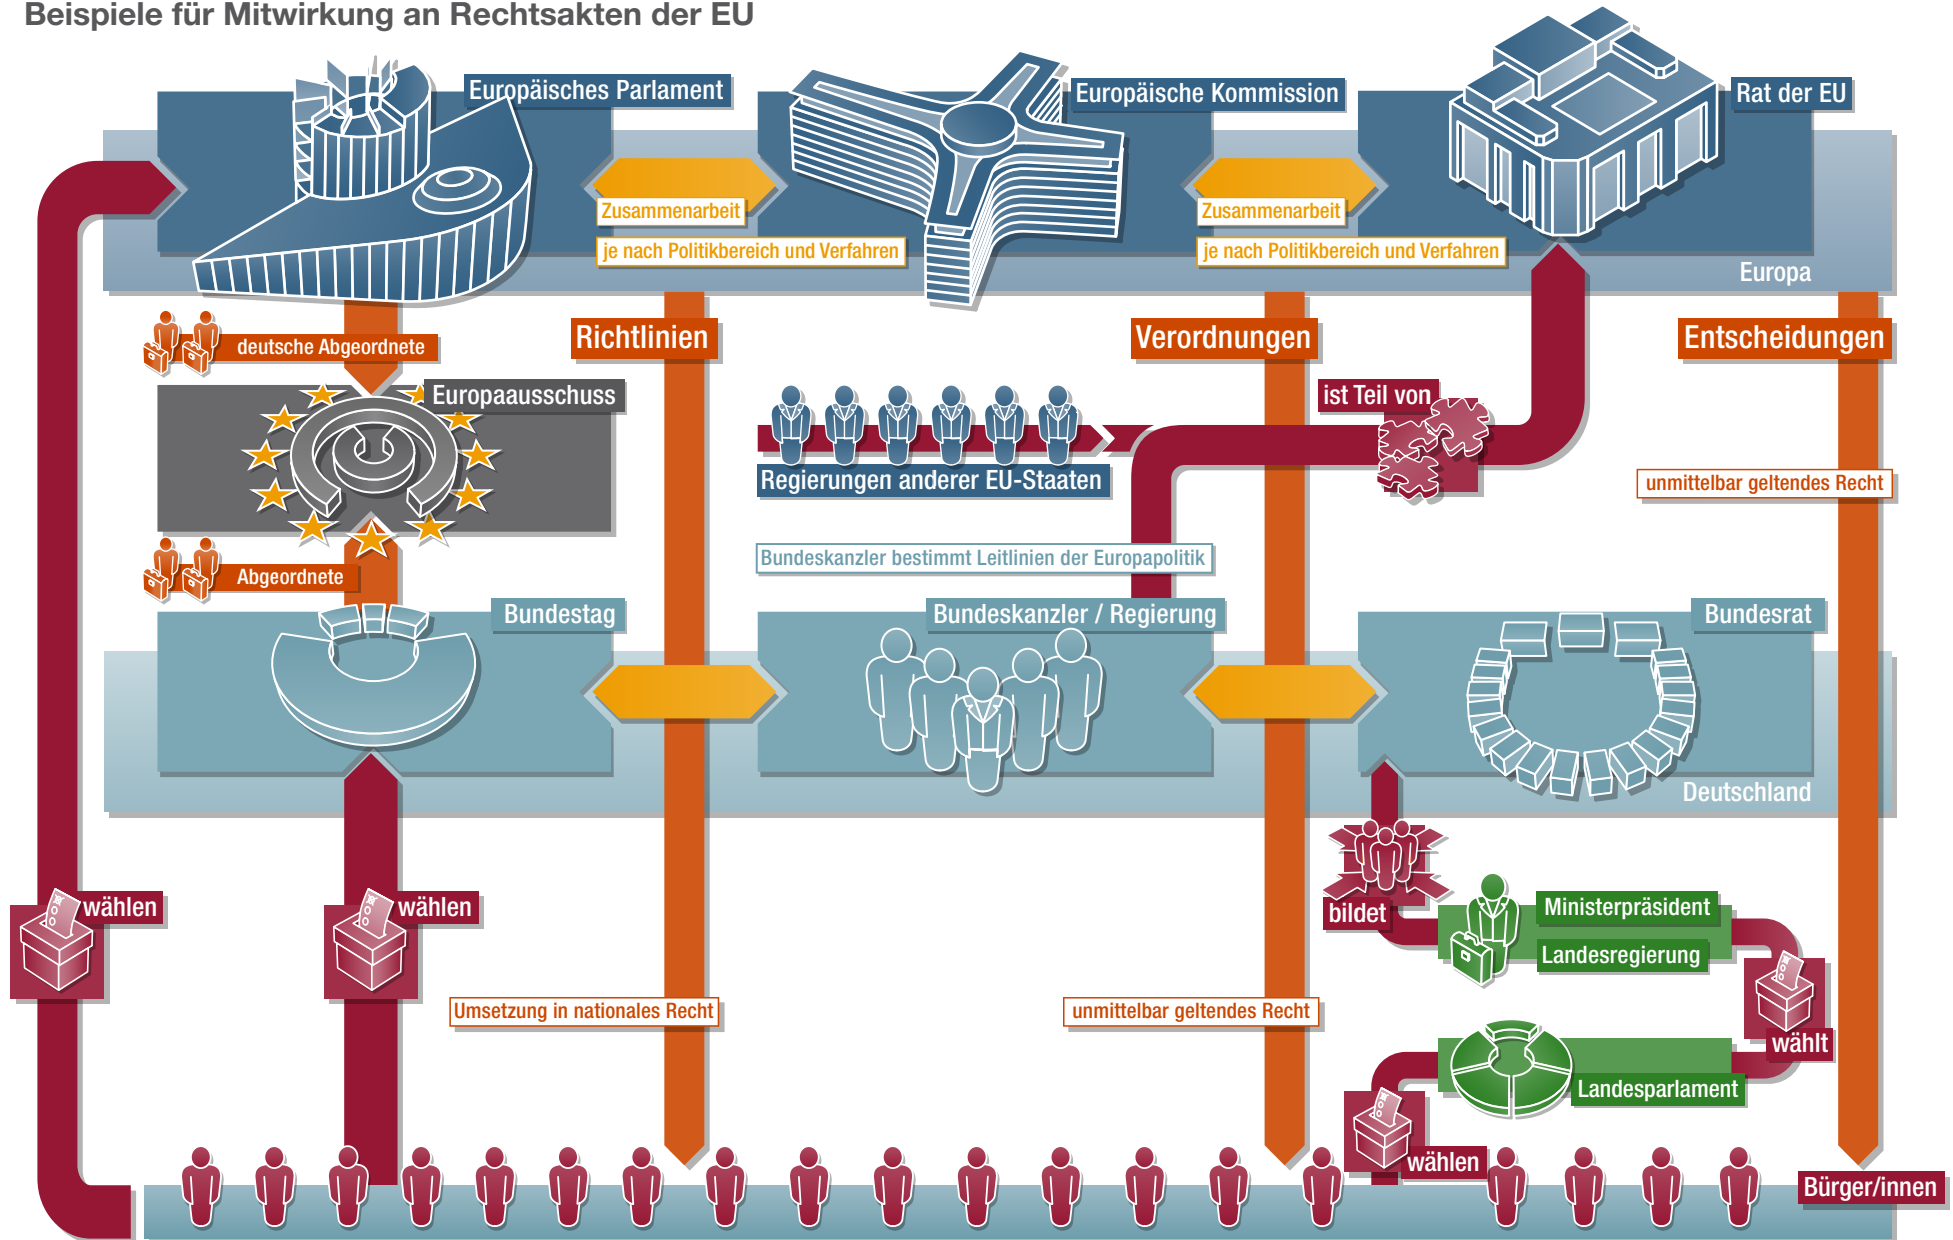 Beispiele für Mitwirkung an Rechtsakten der EU
Europäisches Parlament
Europäische Kommission
Rat der EU
Zusammenarbeit
je nach Politikbereich und Verfahren
Zusammenarbeit
je nach Politikbereich und Verfahren
Europa
deutsche Abgeordnete
Richtlinien
Verordnungen
Entscheidungen
Europaausschuss
ist Teil von
Regierungen anderer EU-Staaten
unmittelbar geltendes Recht
Bundeskanzler bestimmt Leitlinien der Europapolitik
Abgeordnete
Bundestag
Bundeskanzler / Regierung
Bundesrat
Deutschland
wählen
wählen
bildet
Ministerpräsident
Landesregierung
Umsetzung in nationales Recht
unmittelbar geltendes Recht
wählt
Landesparlament
wählen
Bürger/innen